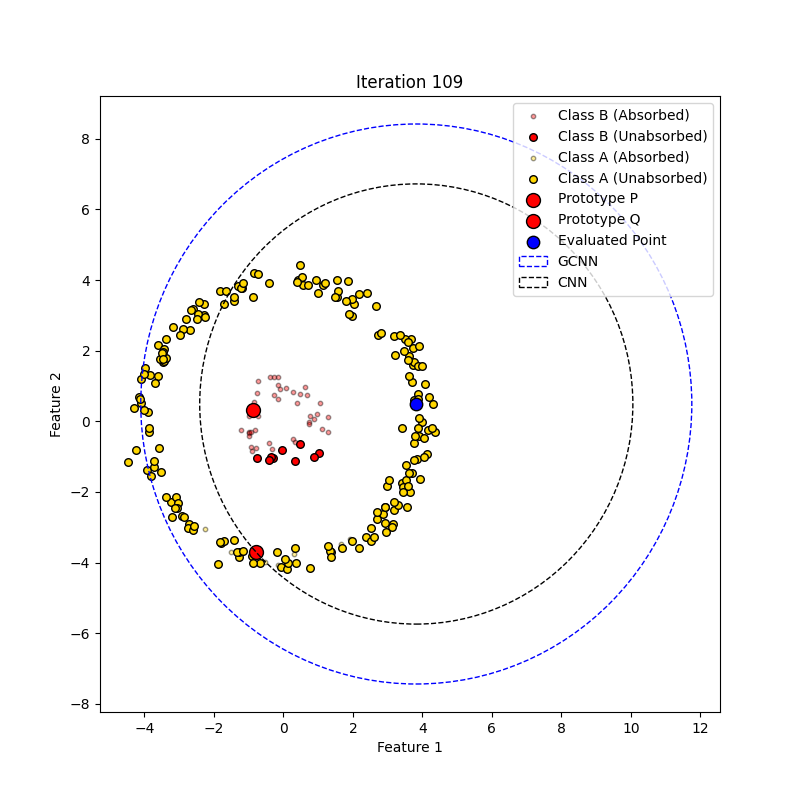 Iteration 109
Class B (Absorbed)
Class B (Unabsorbed)
Class A (Absorbed)
Class A (Unabsorbed)
Prototype P
Prototype Q
Evaluated Point
GCNN
CNN
8
6
4
2
0
−2
−4
−6
−8
Feature 2
−4 −2 0 2 4 6 8 10 12
Feature 1